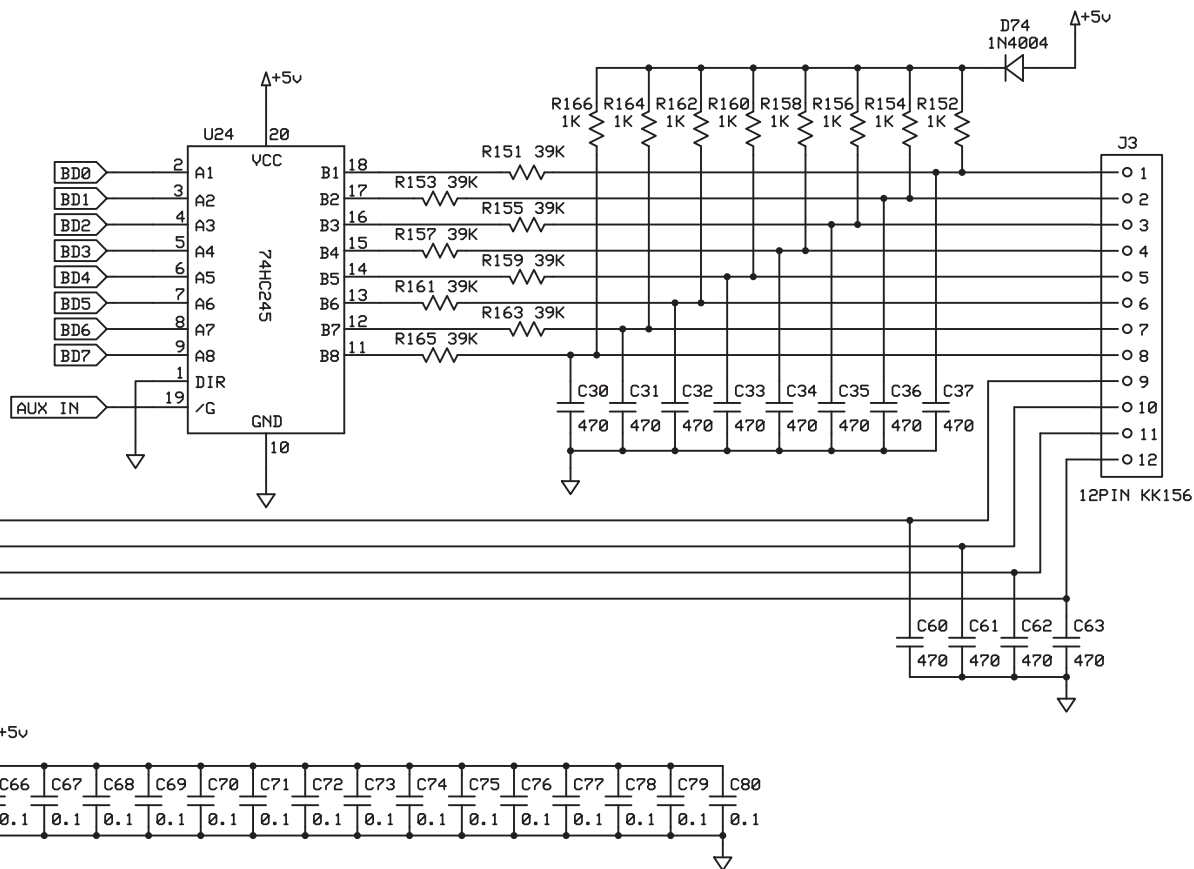 D74
+5v
1N4004
+5v
R166 R164 R162 R160 R158 R156 R154 R152
1K 1K 1K 1K 1K 1K 1K 1K
U24 20
VCC
J3
BD0 2 A1 B1 18 R151 39K 1
BD1 3 A2 B2 17 R153 39K 2
BD2 4 A3 B3 16 R155 39K 3
BD3 5 A4 B4 15 R157 39K 4
BD4 6 A5 B5 14 R159 39K 5
BD5 7 A6 B6 13 R161 39K 6
BD6 8 A7 B7 12 R163 39K 7
BD7 9 A8 B8 11 R165 39K 8
74HC245
1 DIR
AUX IN 19 /G
GND
10
C30 C31 C32 C33 C34 C35 C36 C37
470 470 470 470 470 470 470 470
9
10
11
12
12PIN KK156
C60 C61 C62 C63
470 470 470 470
+5v
C66 C67 C68 C69 C70 C71 C72 C73 C74 C75 C76 C77 C78 C79 C80
0.1 0.1 0.1 0.1 0.1 0.1 0.1 0.1 0.1 0.1 0.1 0.1 0.1 0.1 0.1